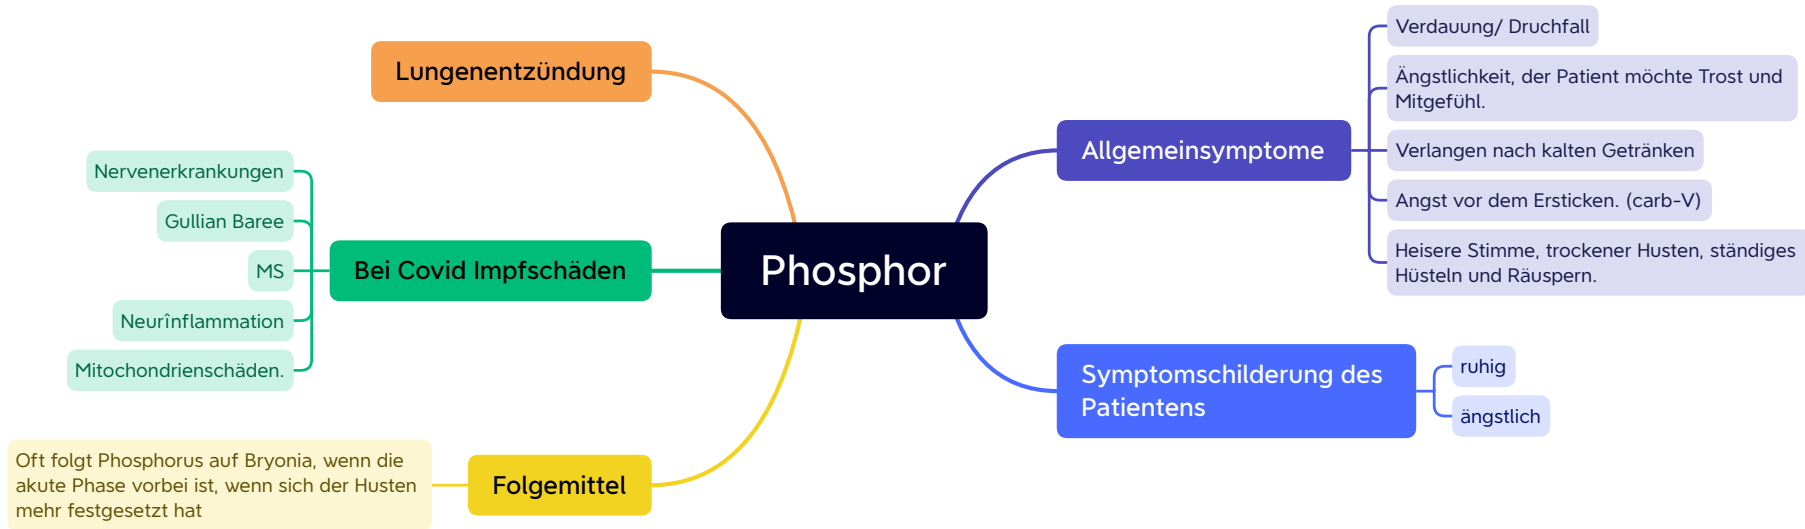 Phosphor
Lungenentzündung
Bei Covid Impfschäden
Nervenerkrankungen
Gullian Baree
MS
Neurînflammation
Mitochondrienschäden.
Folgemittel
Oft folgt Phosphorus auf Bryonia, wenn die
akute Phase vorbei ist, wenn sich der Husten
mehr festgesetzt hat
Allgemeinsymptome
Verdauung/ Druchfall
Ängstlichkeit, der Patient möchte Trost und
Mitgefühl.
Verlangen nach kalten Getränken
Angst vor dem Ersticken. (carb-V)
Heisere Stimme, trockener Husten, ständiges
Hüsteln und Räuspern.
Symptomschilderung des
Patientens
ruhig
ängstlich